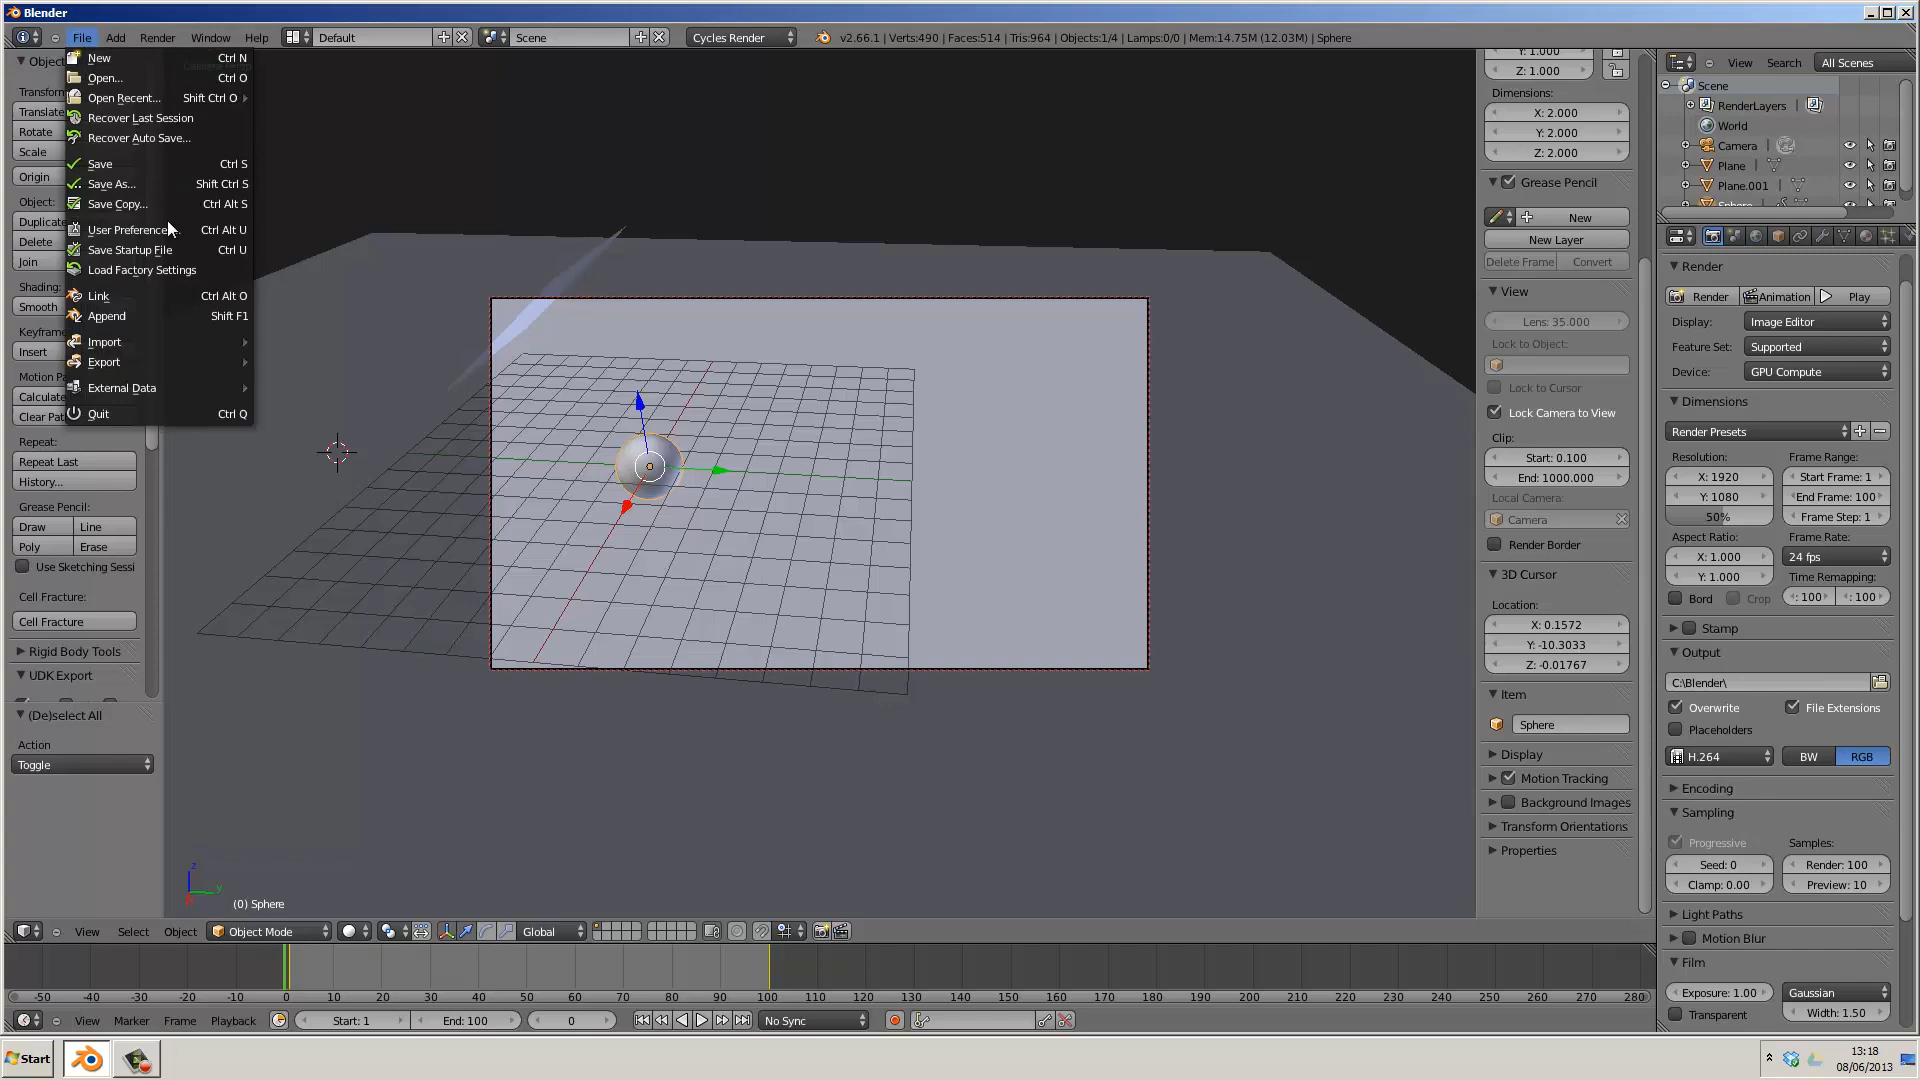 Blender
File Add Render Window Help Default Scene Cycles Render v2.66.1 | Verts:490 | Faces:514 | Tris:964 | Objects:1/4 | Lamps:0/0 | Mem:14.75M (12.03M) | Sphere
New Ctrl N
Open... Ctrl O
Open Recent... Shift Ctrl O
Recover Last Session
Recover Auto Save...
Save Ctrl S
Save As... Shift Ctrl S
Save Copy... Ctrl Alt S
User Preference Ctrl Alt U
Save Startup File Ctrl U
Load Factory Settings
Link Ctrl Alt O
Append Shift F1
Import
Export
External Data
Quit Ctrl Q
Object
Transform
Translate
Rotate
Scale
Origin
Object:
Duplicate
Delete
Join
Shading:
Smooth
Keyframe
Insert
Motion Pa
Calculate
Clear Pat
Repeat:
Repeat Last
History...
Grease Pencil:
Draw Line
Poly Erase
Use Sketching Sessi
Cell Fracture:
Cell Fracture
Rigid Body Tools
UDK Export
(De)select All
Action
Toggle
z
y
(0) Sphere
Y: 1.000
Z: 1.000
Dimensions:
X: 2.000
Y: 2.000
Z: 2.000
Grease Pencil
New
New Layer
Delete Frame Convert
View
Lens: 35.000
Lock to Object:
Lock to Cursor
Lock Camera to View
Clip:
Start: 0.100
End: 1000.000
Local Camera:
Camera
Render Border
3D Cursor
Location:
X: 0.1572
Y: -10.3033
Z: -0.01767
Item
Sphere
Display
Motion Tracking
Background Images
Transform Orientations
Properties
View Search All Scenes
Scene
RenderLayers
World
Camera
Plane
Plane.001
Sphere
Render
Render Animation Play
Display: Image Editor
Feature Set: Supported
Device: GPU Compute
Dimensions
Render Presets
Resolution: Frame Range:
X: 1920 Start Frame: 1
Y: 1080 End Frame: 100
50% Frame Step: 1
Aspect Ratio: Frame Rate:
X: 1.000 24 fps
Y: 1.000 Time Remapping:
Bord Crop : 100 : 100
Stamp
Output
C:\Blender\
Overwrite File Extensions
Placeholders
H.264 BW RGB
Encoding
Sampling
Progressive Samples:
Seed: 0 Render: 100
Clamp: 0.00 Preview: 10
Light Paths
Motion Blur
Film
Exposure: 1.00 Gaussian
Transparent Width: 1.50
View Select Object Object Mode Global
-50 -40 -30 -20 -10 0 10 20 30 40 50 60 70 80 90 100 110 120 130 140 150 160 170 180 190 200 210 220 230 240 250 260 270 280
View Marker Frame Playback Start: 1 End: 100 0 No Sync
Start
13:18
08/06/2013